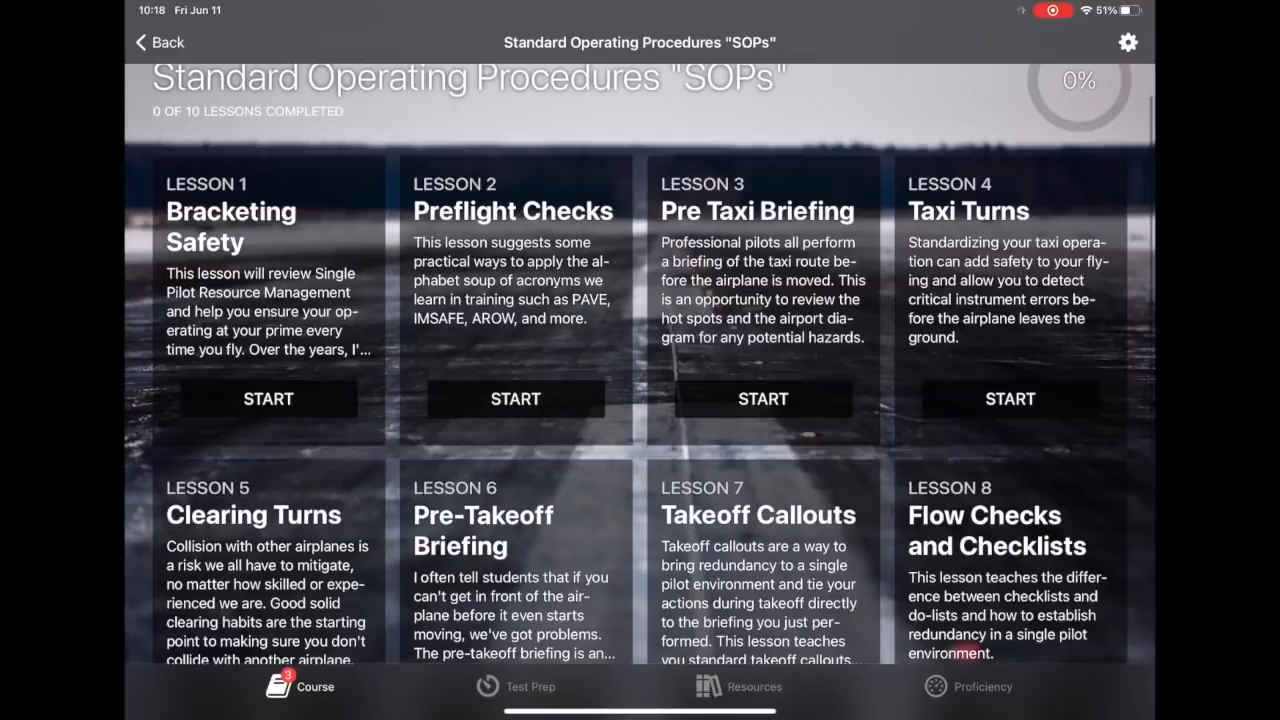 10:18 Fri Jun 11
51%
Back
Standard Operating Procedures "SOPs"
Standard Operating Procedures "SOPs"
0%
0 OF 10 LESSONS COMPLETED
LESSON 1
Bracketing
Safety
This lesson will review Single
Pilot Resource Management
and help you ensure your op-
erating at your prime every
time you fly. Over the years, I'...
START
LESSON 2
Preflight Checks
This lesson suggests some
practical ways to apply the al-
phabet soup of acronyms we
learn in training such as PAVE,
IMSAFE, AROW, and more.
START
LESSON 3
Pre Taxi Briefing
Professional pilots all perform
a briefing of the taxi route be-
fore the airplane is moved. This
is an opportunity to review the
hot spots and the airport dia-
gram for any potential hazards.
START
LESSON 4
Taxi Turns
Standardizing your taxi opera-
tion can add safety to your fly-
ing and allow you to detect
critical instrument errors be-
fore the airplane leaves the
ground.
START
LESSON 5
Clearing Turns
Collision with other airplanes is
a risk we all have to mitigate,
no matter how skilled or expe-
rienced we are. Good solid
clearing habits are the starting
point to making sure you don't
collide with another airplane.
LESSON 6
Pre-Takeoff
Briefing
I often tell students that if you
can't get in front of the air-
plane before it even starts
moving, we've got problems.
The pre-takeoff briefing is an...
LESSON 7
Takeoff Callouts
Takeoff callouts are a way to
bring redundancy to a single
pilot environment and tie your
actions during takeoff directly
to the briefing you just per-
formed. This lesson teaches
you standard takeoff callouts...
LESSON 8
Flow Checks
and Checklists
This lesson teaches the differ-
ence between checklists and
do-lists and how to establish
redundancy in a single pilot
environment.
3
Course
Test Prep
Resources
Proficiency